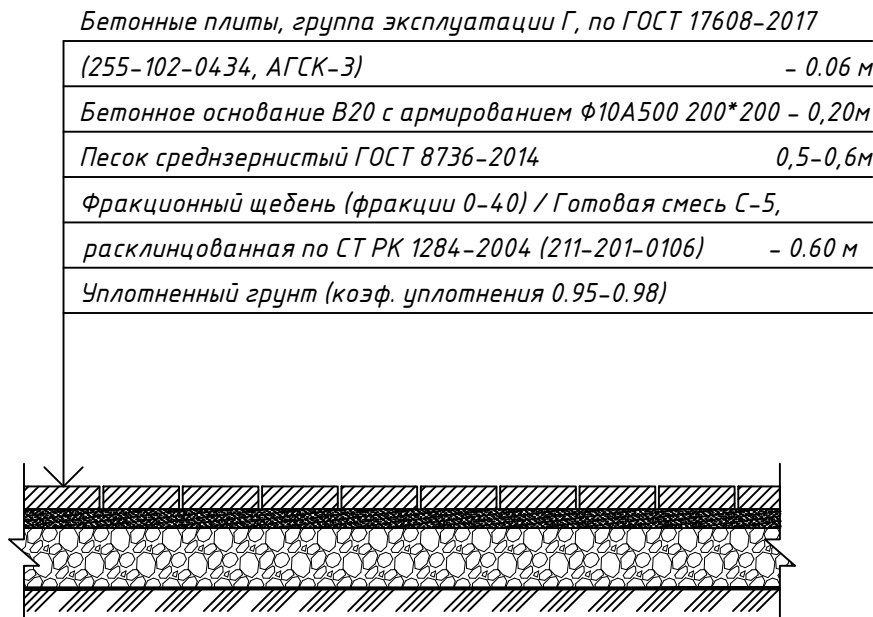 Бетонные плиты, группа эксплуатации Г, по ГОСТ 17608-2017
(255-102-0434, АГСК-3) - 0.06 м
Бетонное основание В20 с армированием Ф10А500 200*200 - 0,20м
Песок среднзернистый ГОСТ 8736-2014 0,5-0,6м
Фракционный щебень (фракции 0-40) / Готовая смесь С-5,
расклинцованная по СТ РК 1284-2004 (211-201-0106) - 0.60 м
Уплотненный грунт (коэф. уплотнения 0.95-0.98)